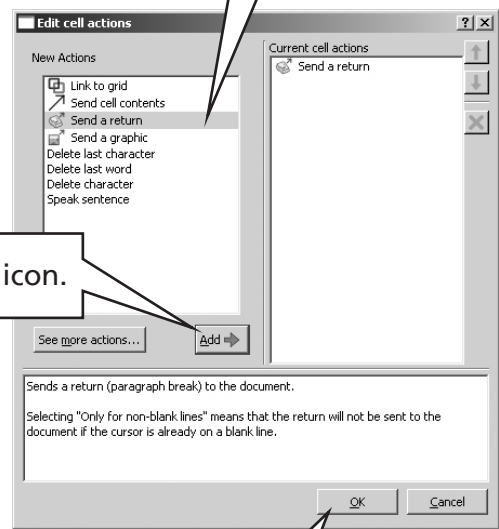 Edit cell actions
New Actions
Link to grid
Send cell contents
Send a return
Send a graphic
Delete last character
Delete last word
Delete character
Speak sentence
Current cell actions
Send a return
icon.
See more actions...
Add
Sends a return (paragraph break) to the document.
Selecting "Only for non-blank lines" means that the return will not be sent to the
document if the cursor is already on a blank line.
OK
Cancel